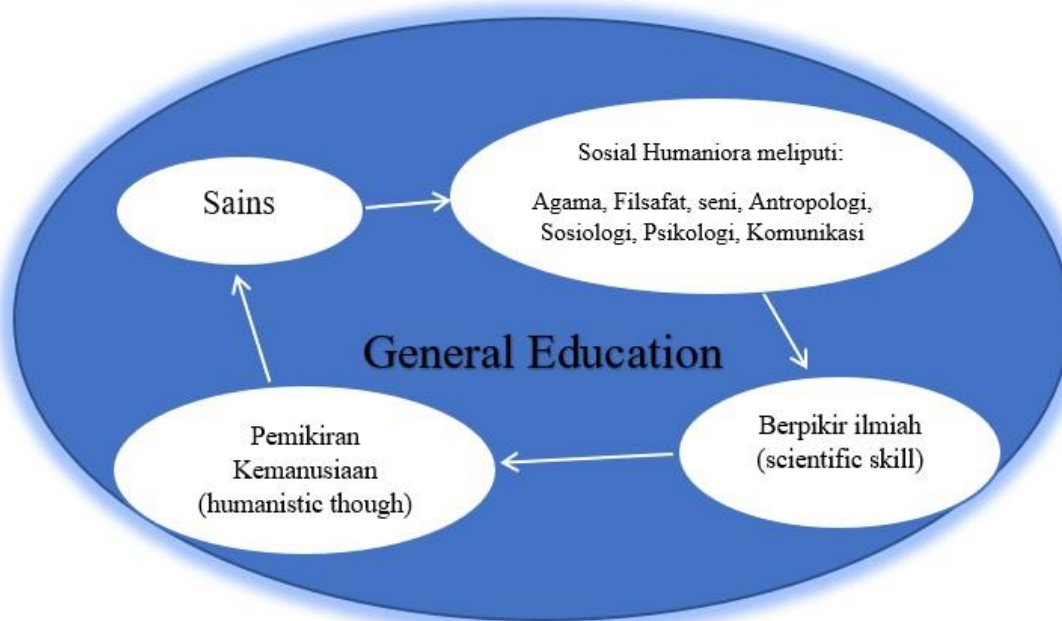 Sains
Sosial Humaniora meliputi:
Agama, Filsafat, seni, Antropologi,
Sosiologi, Psikologi, Komunikasi
General Education
Pemikiran
Kemanusiaan
(humanistic though)
Berpikir ilmiah
(scientific skill)